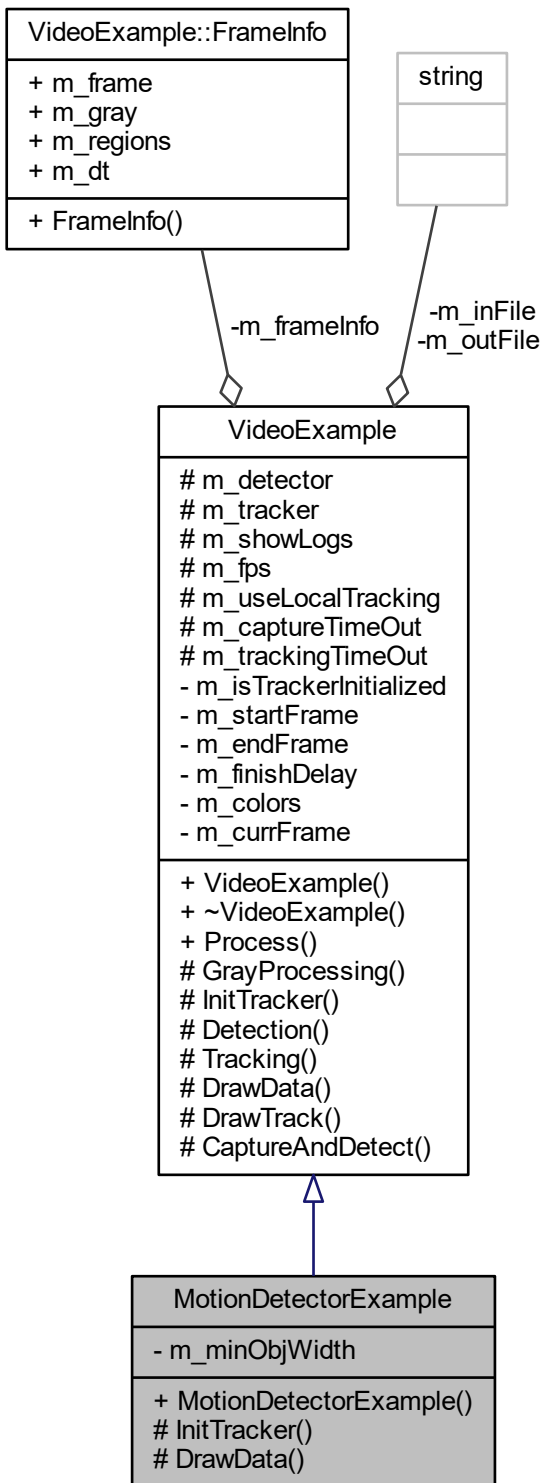 VideoExample::FrameInfo
+ m_frame
+ m_gray
+ m_regions
+ m_dt
+ FrameInfo()
string
-m_frameInfo
-m_inFile
-m_outFile
VideoExample
# m_detector
# m_tracker
# m_showLogs
# m_fps
# m_useLocalTracking
# m_captureTimeOut
# m_trackingTimeOut
- m_isTrackerInitialized
- m_startFrame
- m_endFrame
- m_finishDelay
- m_colors
- m_currFrame
+ VideoExample()
+ ~VideoExample()
+ Process()
# GrayProcessing()
# InitTracker()
# Detection()
# Tracking()
# DrawData()
# DrawTrack()
# CaptureAndDetect()
MotionDetectorExample
- m_minObjWidth
+ MotionDetectorExample()
# InitTracker()
# DrawData()